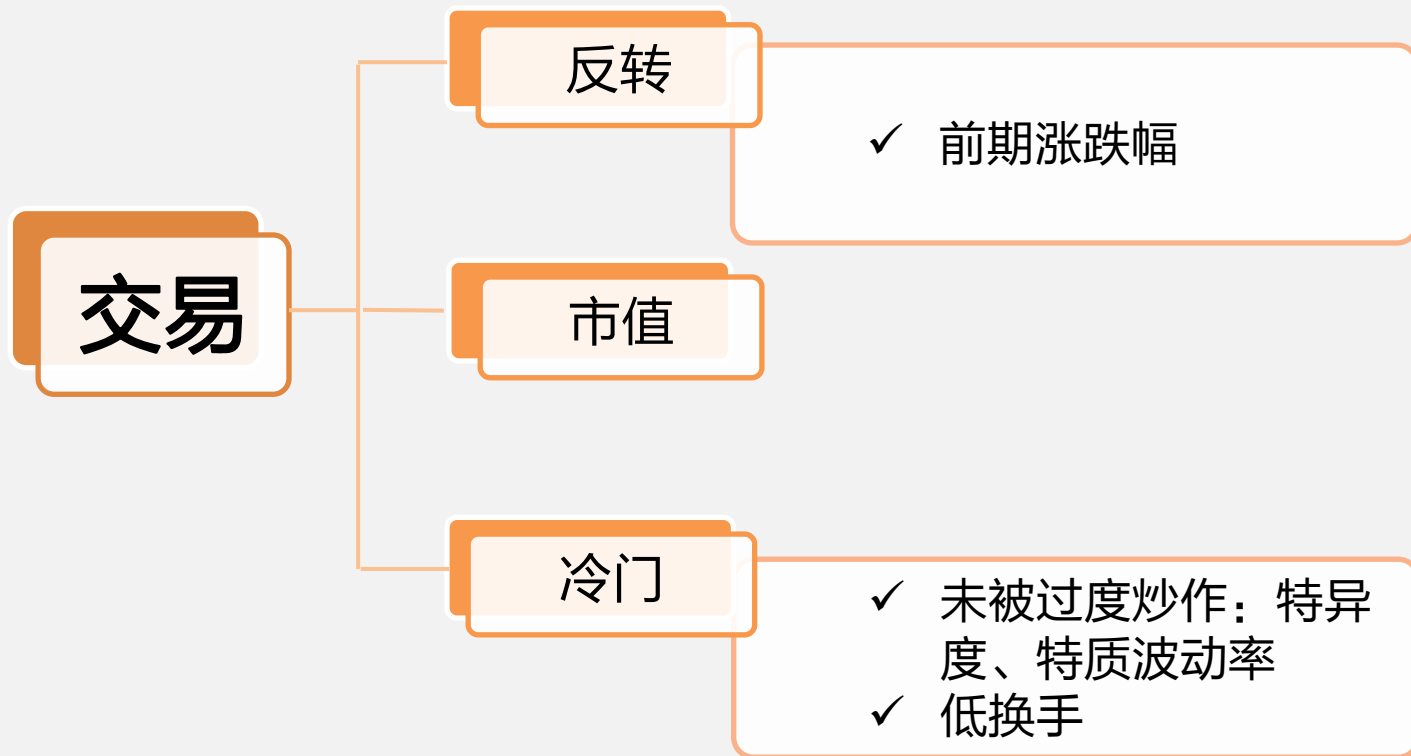 反转
✓ 前期涨跌幅
交易
市值
冷门
✓ 未被过度炒作：特异
度、特质波动率
✓ 低换手